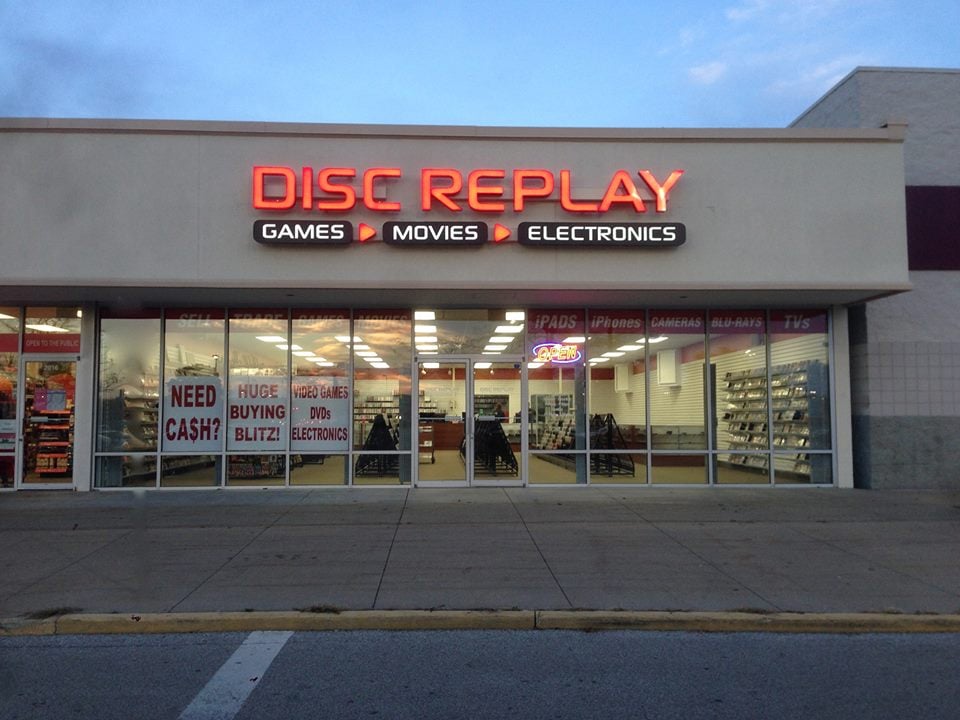 DISC REPLAY
GAMES MOVIES ELECTRONICS
SELL TRADE GAMES MOVIES
iPADS iPhones CAMERAS BLU-RAYS TVs
OPEN
OPEN TO THE PUBLIC
2816
NEED
CA$H?
HUGE
BUYING
BLITZ!
VIDEO GAMES
DVDs
ELECTRONICS